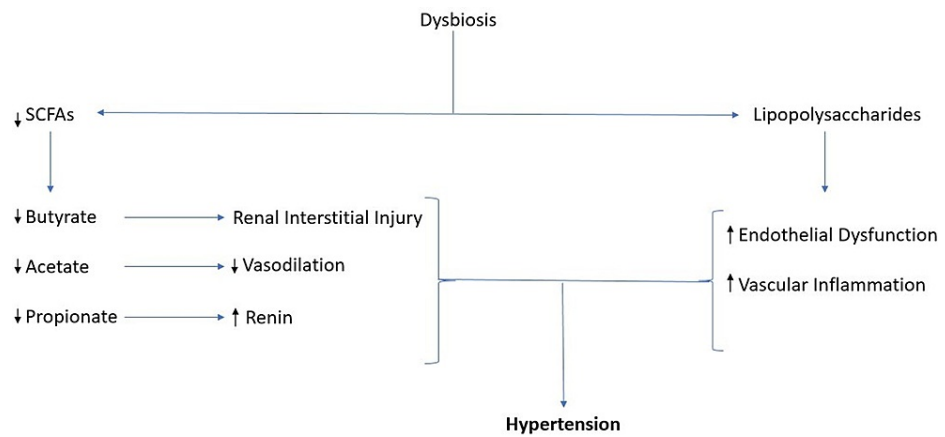 Dysbiosis
↓ SCFAs
Lipopolysaccharides
↓ Butyrate
Renal Interstitial Injury
↑ Endothelial Dysfunction
↓ Acetate
↓ Vasodilation
↑ Vascular Inflammation
↓ Propionate
↑ Renin
Hypertension